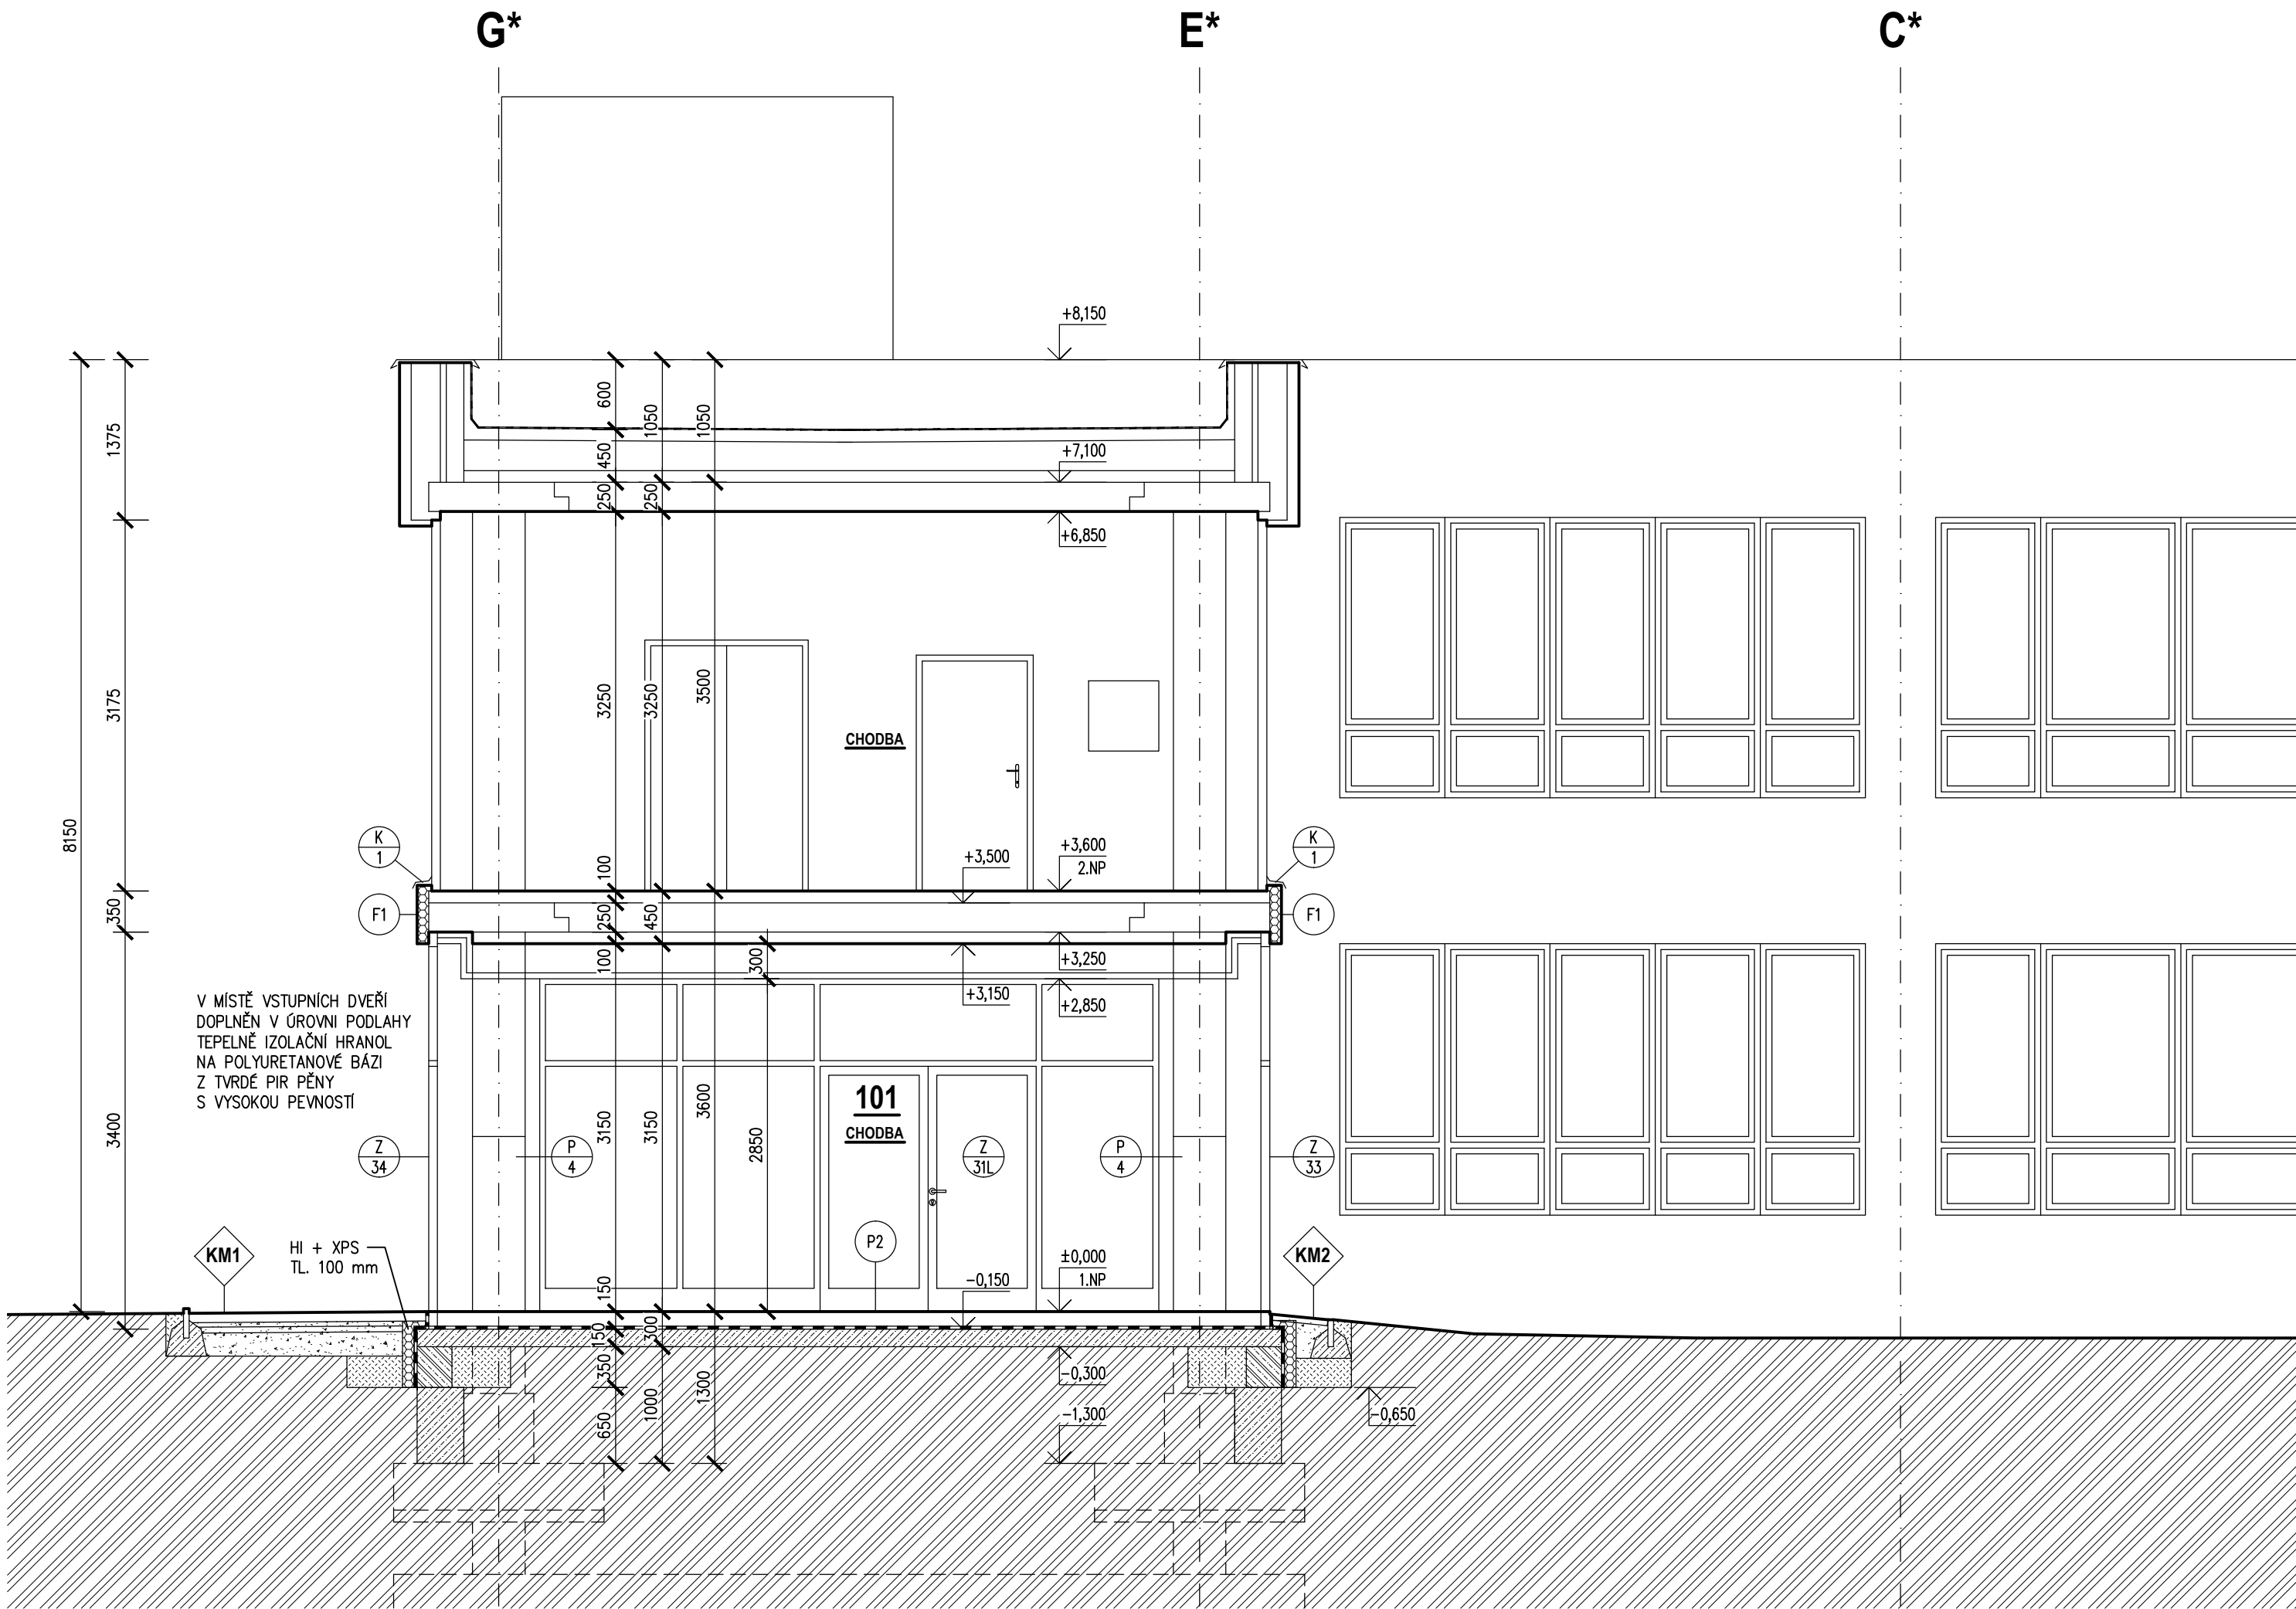 G*
E*
C*
+8,150
600
1050
1050
1375
+7,100
450
250
250
+6,850
3175
3250
3250
3500
CHODBA
8150
K
1
100
+3,500
+3,600
2.NP
K
1
F1
350
250
450
F1
100
300
+3,250
+3,150
+2,850
V MÍSTĚ VSTUPNÍCH DVEŘÍ
DOPLNĚN V ÚROVNI PODLAHY
TEPELNĚ IZOLAČNÍ HRANOL
NA POLYURETANOVÉ BÁZI
Z TVRDÉ PIR PĚNY
S VYSOKOU PEVNOSTÍ
3400
3150
3150
3600
2850
101
CHODBA
Z
34
P
4
Z
31L
P
4
Z
33
P2
KM1
HI + XPS
TL. 100 mm
150
-0,150
±0,000
1.NP
KM2
150
300
350
-0,300
650
1000
1300
-1,300
-0,650